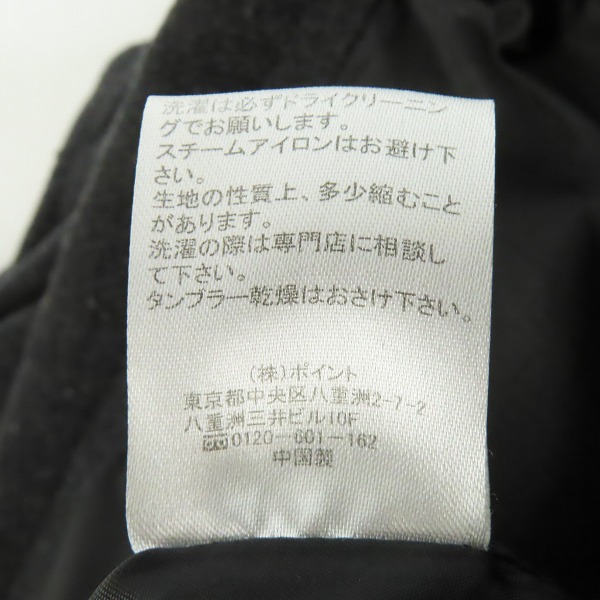 洗濯は必ずドライクリーニン
グでお願いします。
スチームアイロンはお避け下
さい。
生地の性質上、多少縮むこと
があります。
洗濯の際は専門店に相談し
て下さい。
タンブラー乾燥はおさけ下さい。
(株)ポイント
東京都中央区八重洲2-7-2
八重洲三井ビル10F
0120-601-162
中国製